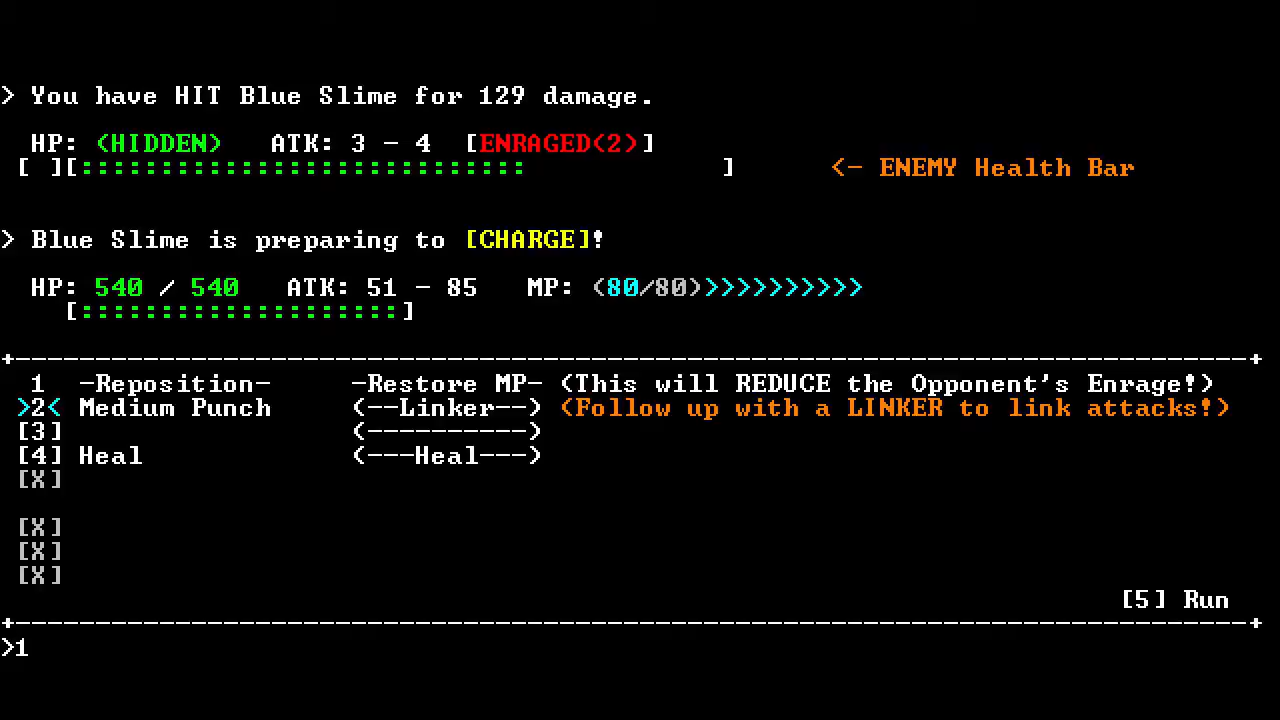 > You have HIT Blue Slime for 129 damage.
HP: (HIDDEN) ATK: 3 - 4 [ENRAGED(2)]
[ ][::::::::::::::::::::::::::::                         ] <- ENEMY Health Bar
> Blue Slime is preparing to [CHARGE]!
HP: 540 / 540 ATK: 51 - 85 MP: (80/80)>>>>>>>>>>
[::::::::::::::::::::]
+------------------------------------------------------------------------------+
1 -Reposition- -Restore MP- (This will REDUCE the Opponent's Enrage!)
>2< Medium Punch (--Linker--) (Follow up with a LINKER to link attacks!)
[3] (----------)
[4] Heal (---Heal---)
[X]
[X]
[X]
[X]
[5] Run
+------------------------------------------------------------------------------+
>1